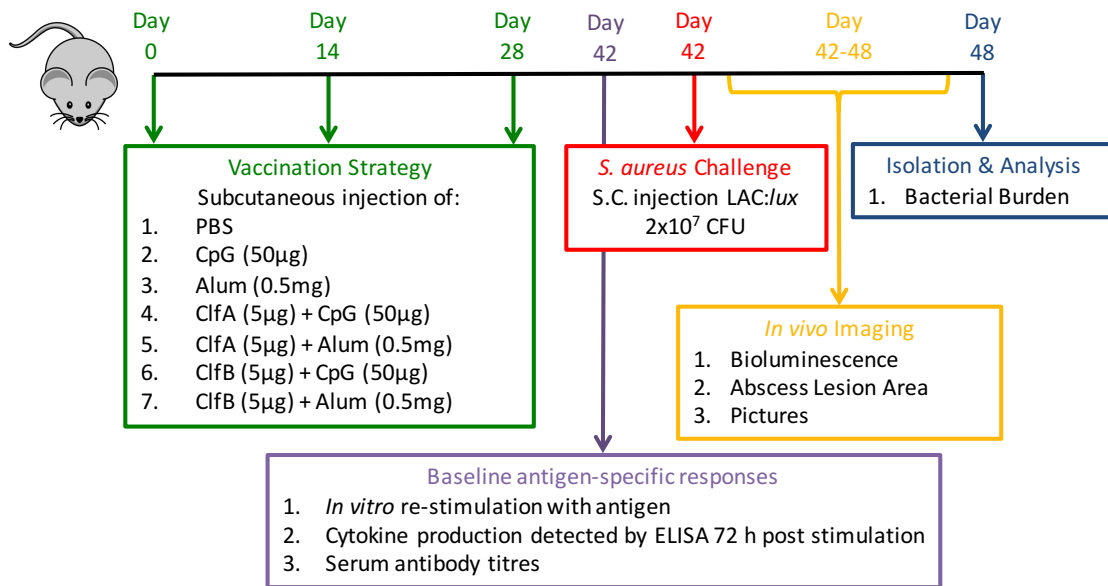 Day
0
Day
14
Day
28
Day
42
Day
42
Day
42-48
Day
48
Vaccination Strategy
Subcutaneous injection of:
1. PBS
2. CpG (50µg)
3. Alum (0.5mg)
4. ClfA (5µg) + CpG (50µg)
5. ClfA (5µg) + Alum (0.5mg)
6. ClfB (5µg) + CpG (50µg)
7. ClfB (5µg) + Alum (0.5mg)
S. aureus Challenge
S.C. injection LAC:lux
2x10⁷ CFU
Isolation & Analysis
1. Bacterial Burden
In vivo Imaging
1. Bioluminescence
2. Abscess Lesion Area
3. Pictures
Baseline antigen-specific responses
1. In vitro re-stimulation with antigen
2. Cytokine production detected by ELISA 72 h post stimulation
3. Serum antibody titres